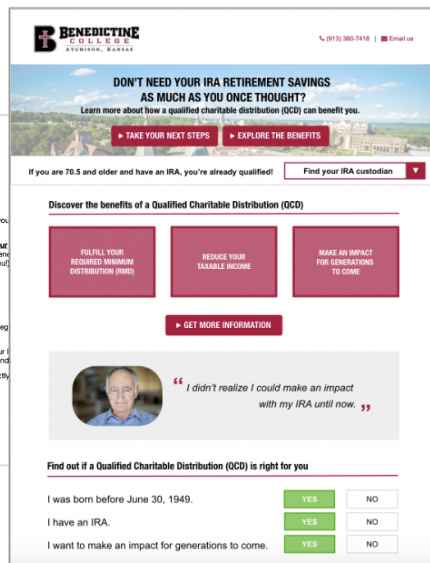 BENEDICTINE
COLLEGE
ATCHISON, KANSAS
(913) 360-7418 | Email us
DON'T NEED YOUR IRA RETIREMENT SAVINGS
AS MUCH AS YOU ONCE THOUGHT?
Learn more about how a qualified charitable distribution (QCD) can benefit you.
TAKE YOUR NEXT STEPS
EXPLORE THE BENEFITS
If you are 70.5 and older and have an IRA, you're already qualified!
Find your IRA custodian
Discover the benefits of a Qualified Charitable Distribution (QCD)
FULFILL YOUR
REQUIRED MINIMUM
DISTRIBUTION (RMD)
REDUCE YOUR
TAXABLE INCOME
MAKE AN IMPACT
FOR GENERATIONS
TO COME
GET MORE INFORMATION
“ I didn't realize I could make an impact
with my IRA until now. ”
Find out if a Qualified Charitable Distribution (QCD) is right for you
I was born before June 30, 1949.
YES
NO
I have an IRA.
YES
NO
I want to make an impact for generations to come.
YES
NO